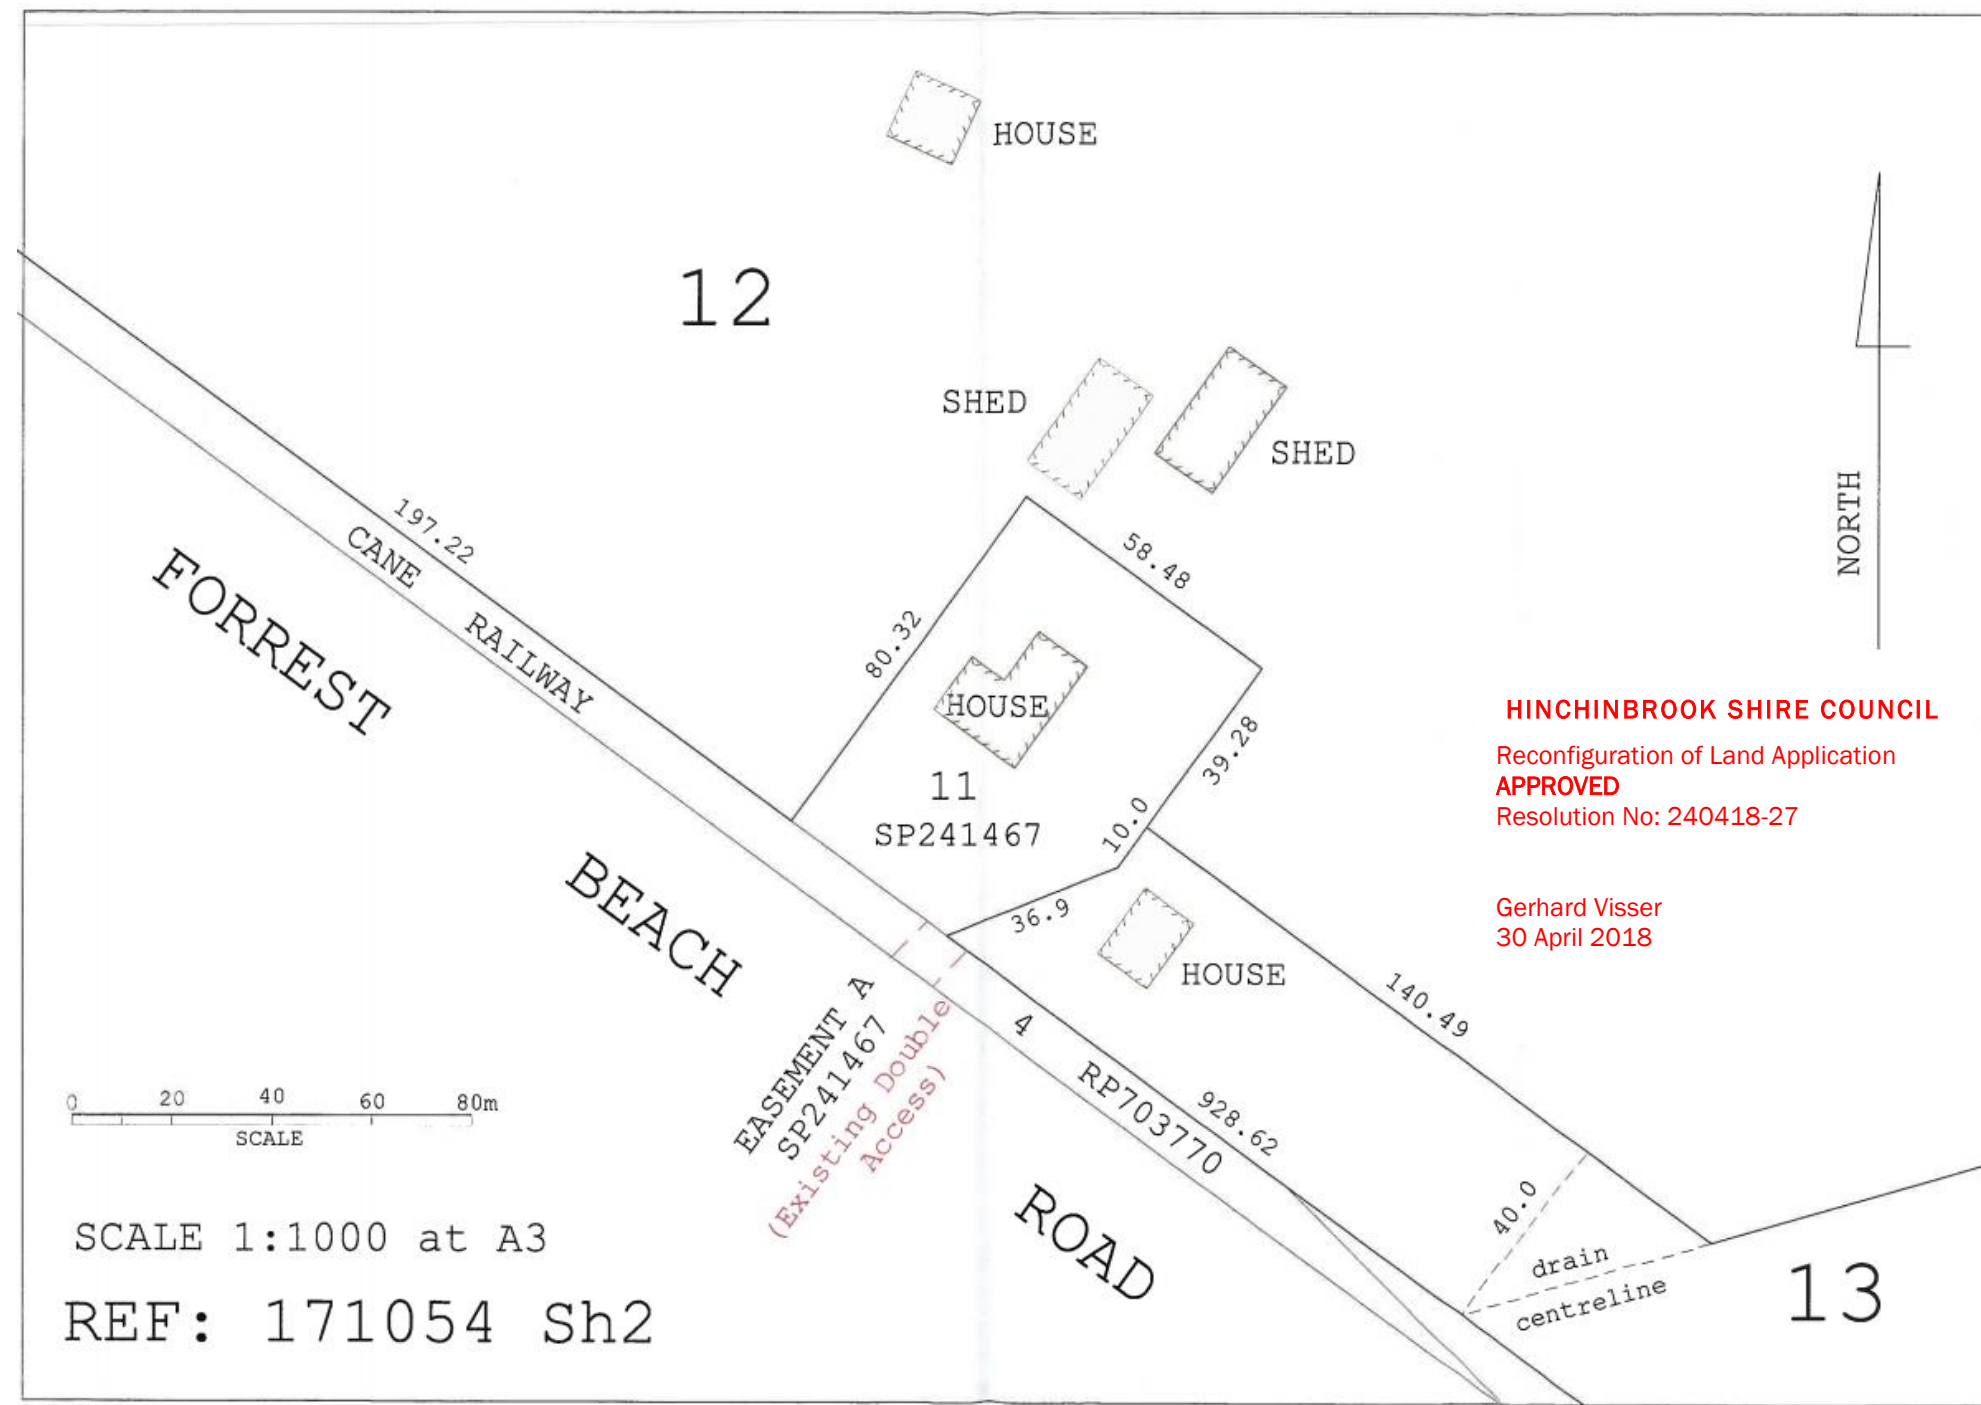 HOUSE
12
SHED
SHED
197.22
CANE RAILWAY
FORREST
BEACH
ROAD
58.48
80.32
HOUSE
39.28
11
SP241467
10.0
36.9
HOUSE
NORTH
HINCHINBROOK SHIRE COUNCIL
Reconfiguration of Land Application
APPROVED
Resolution No: 240418-27
Gerhard Visser
30 April 2018
140.49
EASEMENT A
SP241467
(Existing Double
Access)
4 RP703770
928.62
40.0
drain
centreline
13
0 20 40 60 80m
SCALE
SCALE 1:1000 at A3
REF: 171054 Sh2